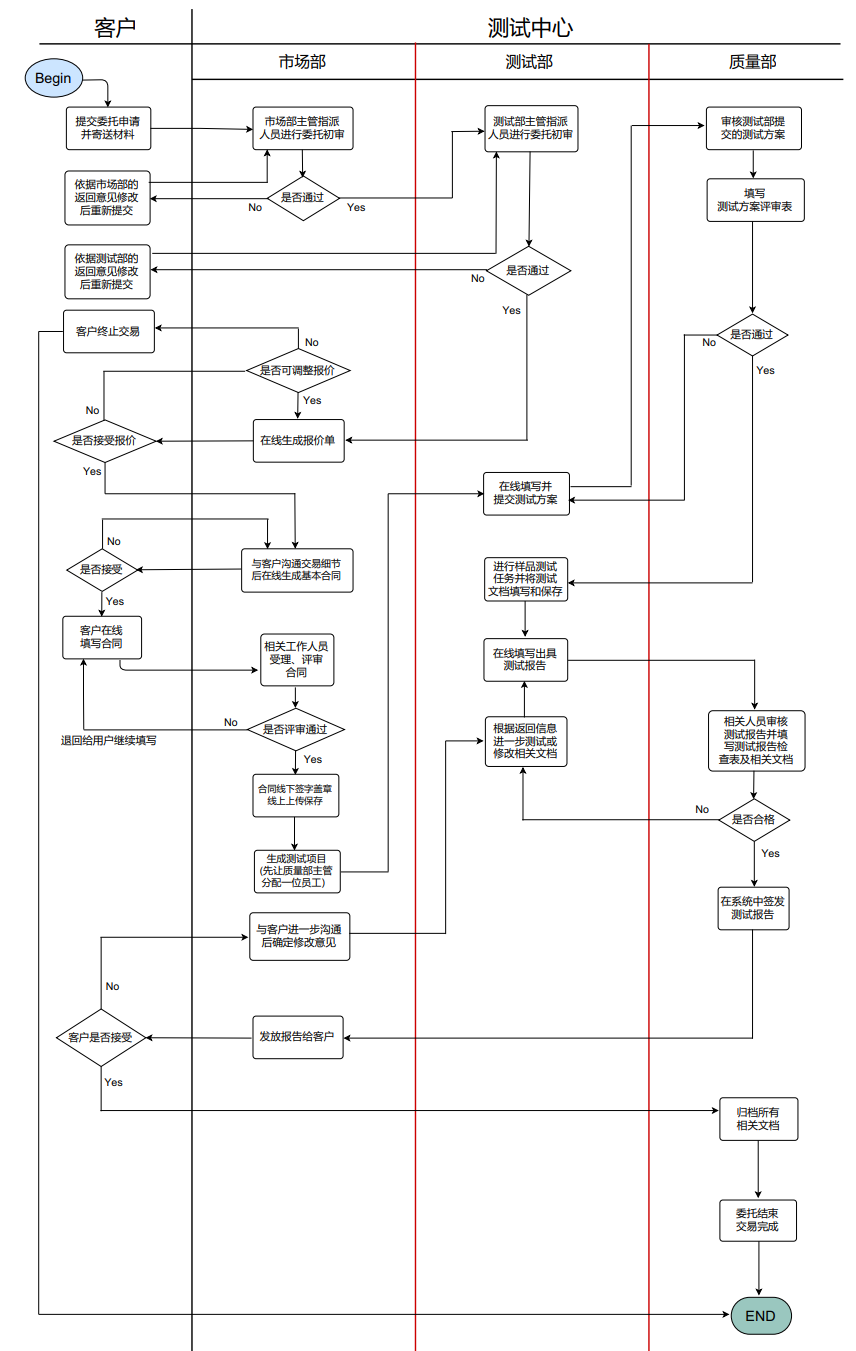 客户
测试中心
市场部
测试部
质量部
Begin
提交委托申请
并寄送材料
市场部主管指派
人员进行委托初审
测试部主管指派
人员进行委托初审
审核测试部提
交的测试方案
依据市场部的
返回意见修改
后重新提交
是否通过
No
Yes
填写
测试方案评审表
依据测试部的
返回意见修改
后重新提交
是否通过
No
Yes
客户终止交易
No
是否可调整报价
Yes
是否通过
No
Yes
No
是否接受报价
Yes
在线生成报价单
在线填写并
提交测试方案
No
是否接受
Yes
与客户沟通交易细节
后在线生成基本合同
进行样品测试
任务并将测试
文档填写和保存
客户在线
填写合同
相关工作人员
受理、评审
合同
在线填写出具
测试报告
No
是否评审通过
Yes
退回给用户继续填写
根据返回信息
进一步测试或
修改相关文档
相关人员审核
测试报告并填
写测试报告检
查表及相关文档
合同线下签字盖章
线上上传保存
No
是否合格
Yes
生成测试项目
(先让质量部主管
分配一位员工)
在系统中签发
测试报告
与客户进一步沟通
后确定修改意见
No
客户是否接受
Yes
发放报告给客户
归档所有
相关文档
委托结束
交易完成
END